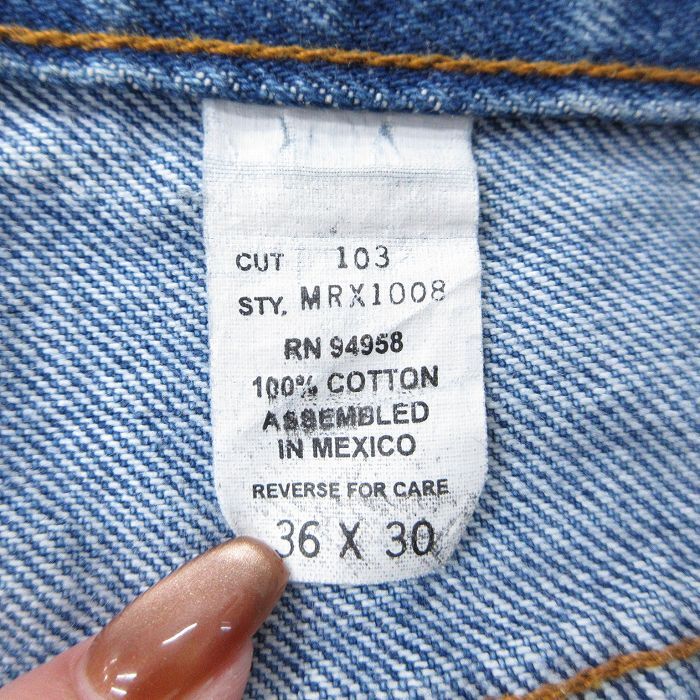 CUT 103
STY. MRX1008
RN 94958
100% COTTON
ASSEMBLED
IN MEXICO
REVERSE FOR CARE
36 X 30